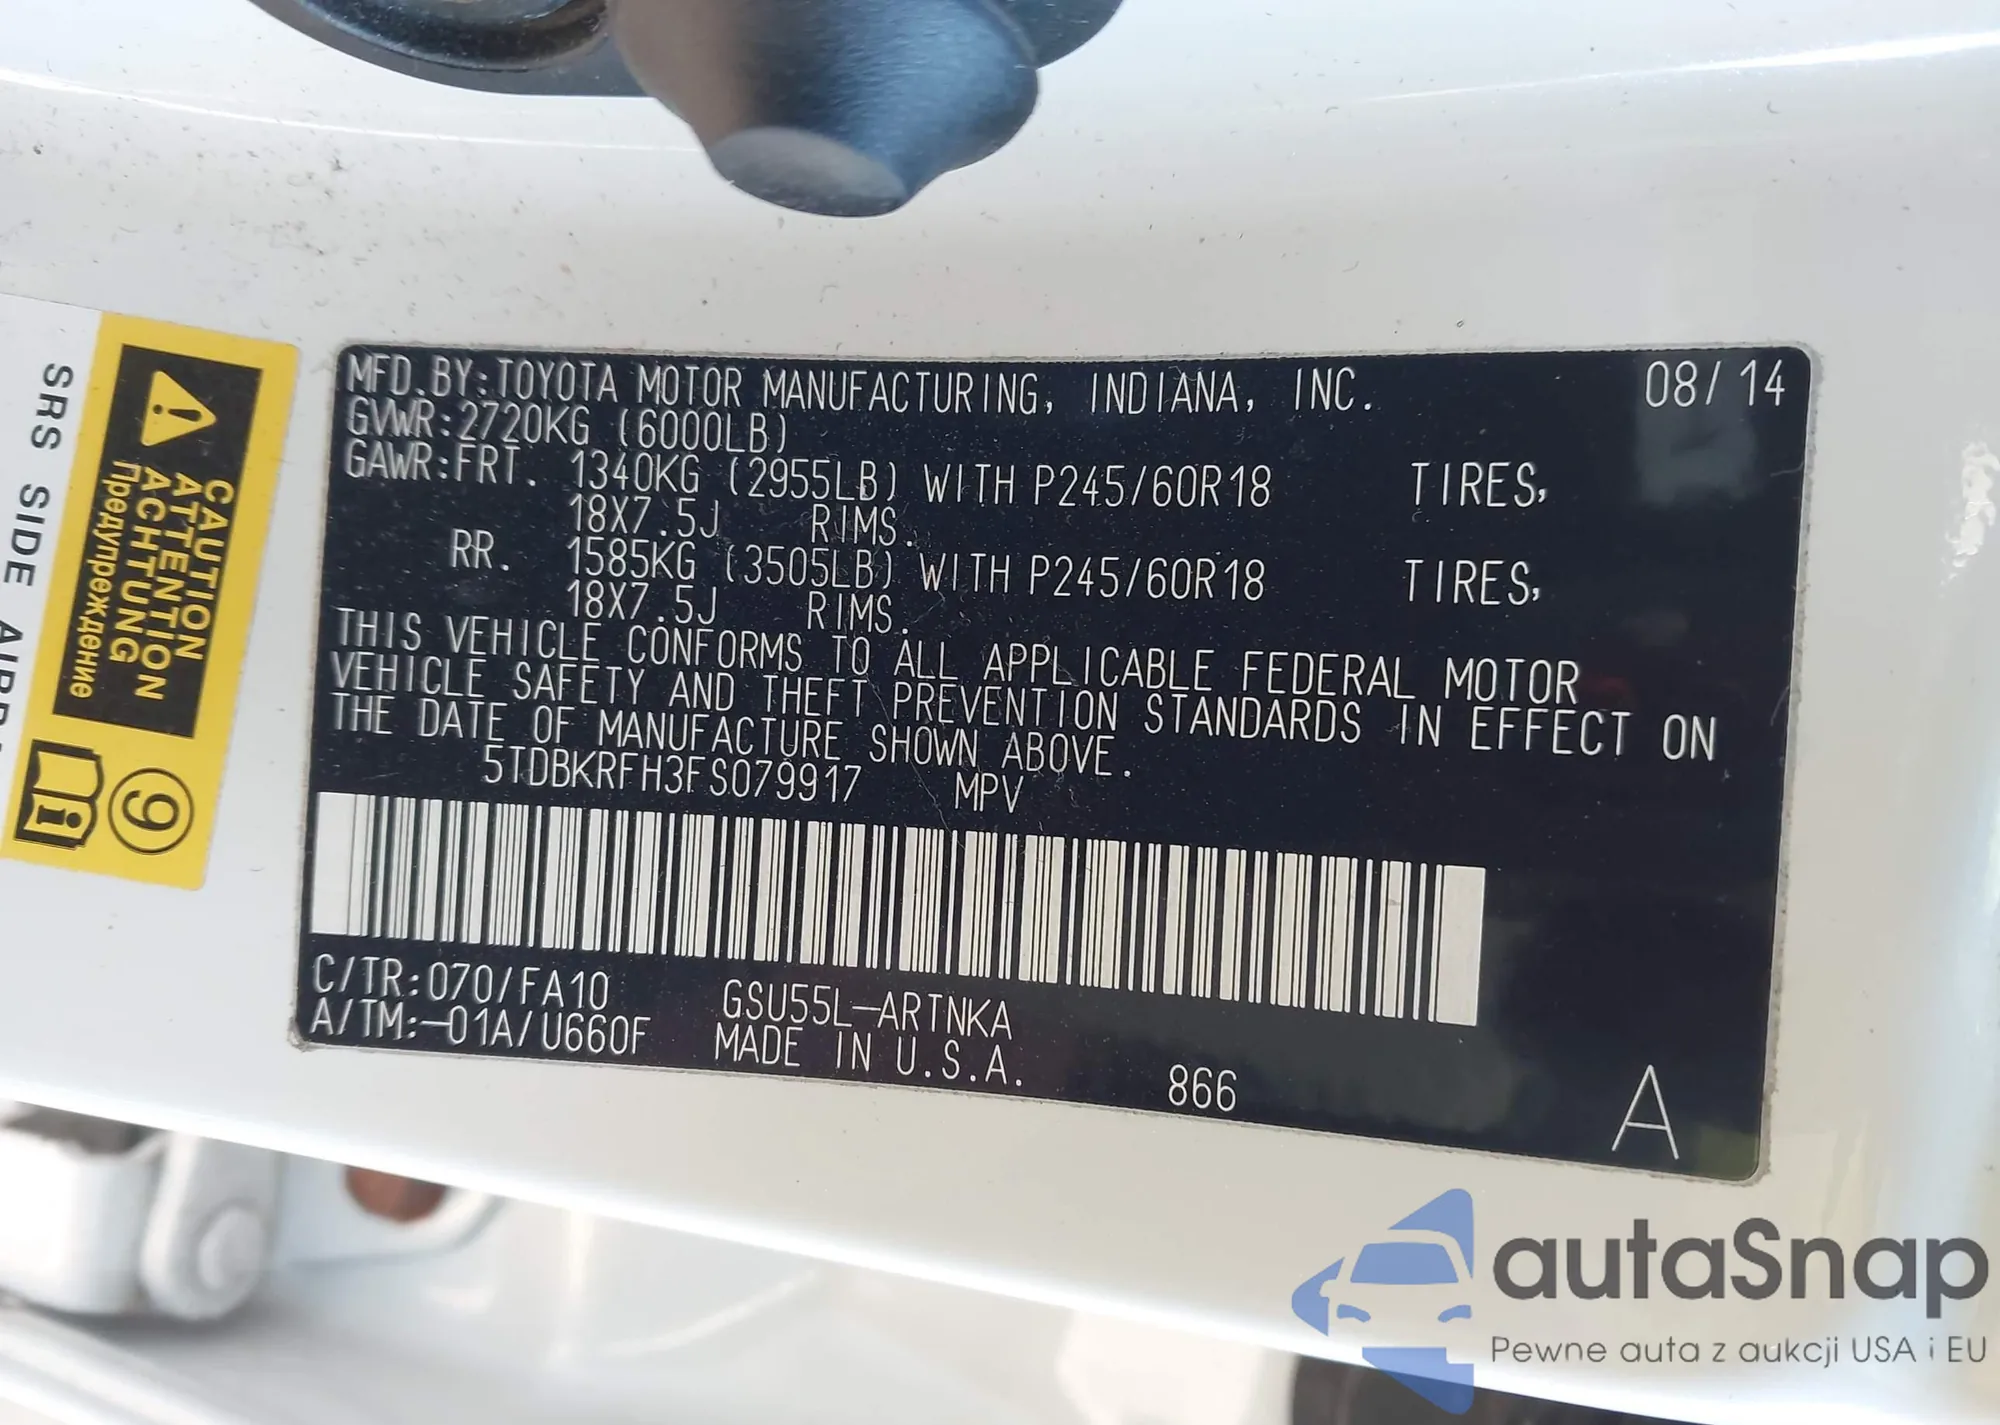 MFD.BY:TOYOTA MOTOR MANUFACTURING, INDIANA, INC. 08/14
GVWR:2720KG (6000LB)
GAWR:FRT. 1340KG (2955LB) WITH P245/60R18 TIRES,
18X7.5J RIMS.
RR. 1585KG (3505LB) WITH P245/60R18 TIRES,
18X7.5J RIMS.
THIS VEHICLE CONFORMS TO ALL APPLICABLE FEDERAL MOTOR
VEHICLE SAFETY AND THEFT PREVENTION STANDARDS IN EFFECT ON
THE DATE OF MANUFACTURE SHOWN ABOVE.
5TDBKRFH3FS079917 MPV
C/TR:070/FA10 GSU55L-ARTNKA
A/TM:-01A/U660F MADE IN U.S.A.
866
A
CAUTION
ATTENTION
ACHTUNG
Предупреждение
9
SRS SIDE
autaSnap
Pewne auta z aukcji USA i EU